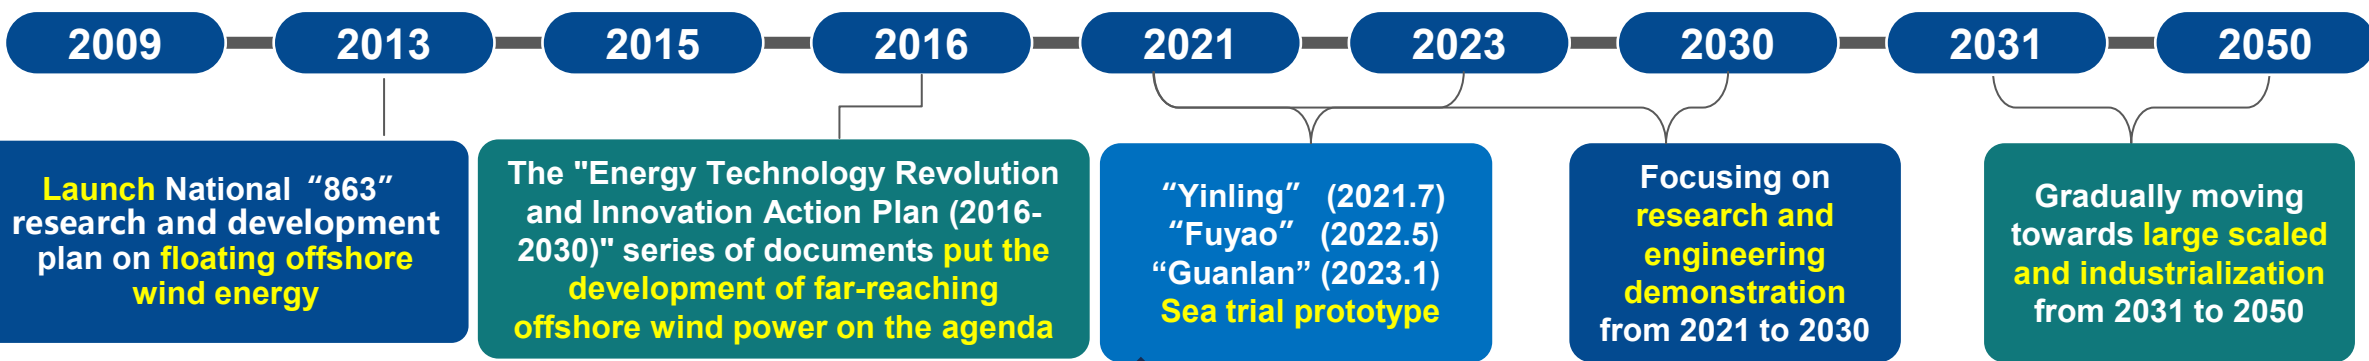 2009
2013
2015
2016
2021
2023
2030
2031
2050
Launch National “863”
research and development
plan on floating offshore
wind energy
The "Energy Technology Revolution
and Innovation Action Plan (2016-
2030)" series of documents put the
development of far-reaching
offshore wind power on the agenda
“Yinling” (2021.7)
“Fuyao” (2022.5)
“Guanlan” (2023.1)
Sea trial prototype
Focusing on
research and
engineering
demonstration
from 2021 to 2030
Gradually moving
towards large scaled
and industrialization
from 2031 to 2050